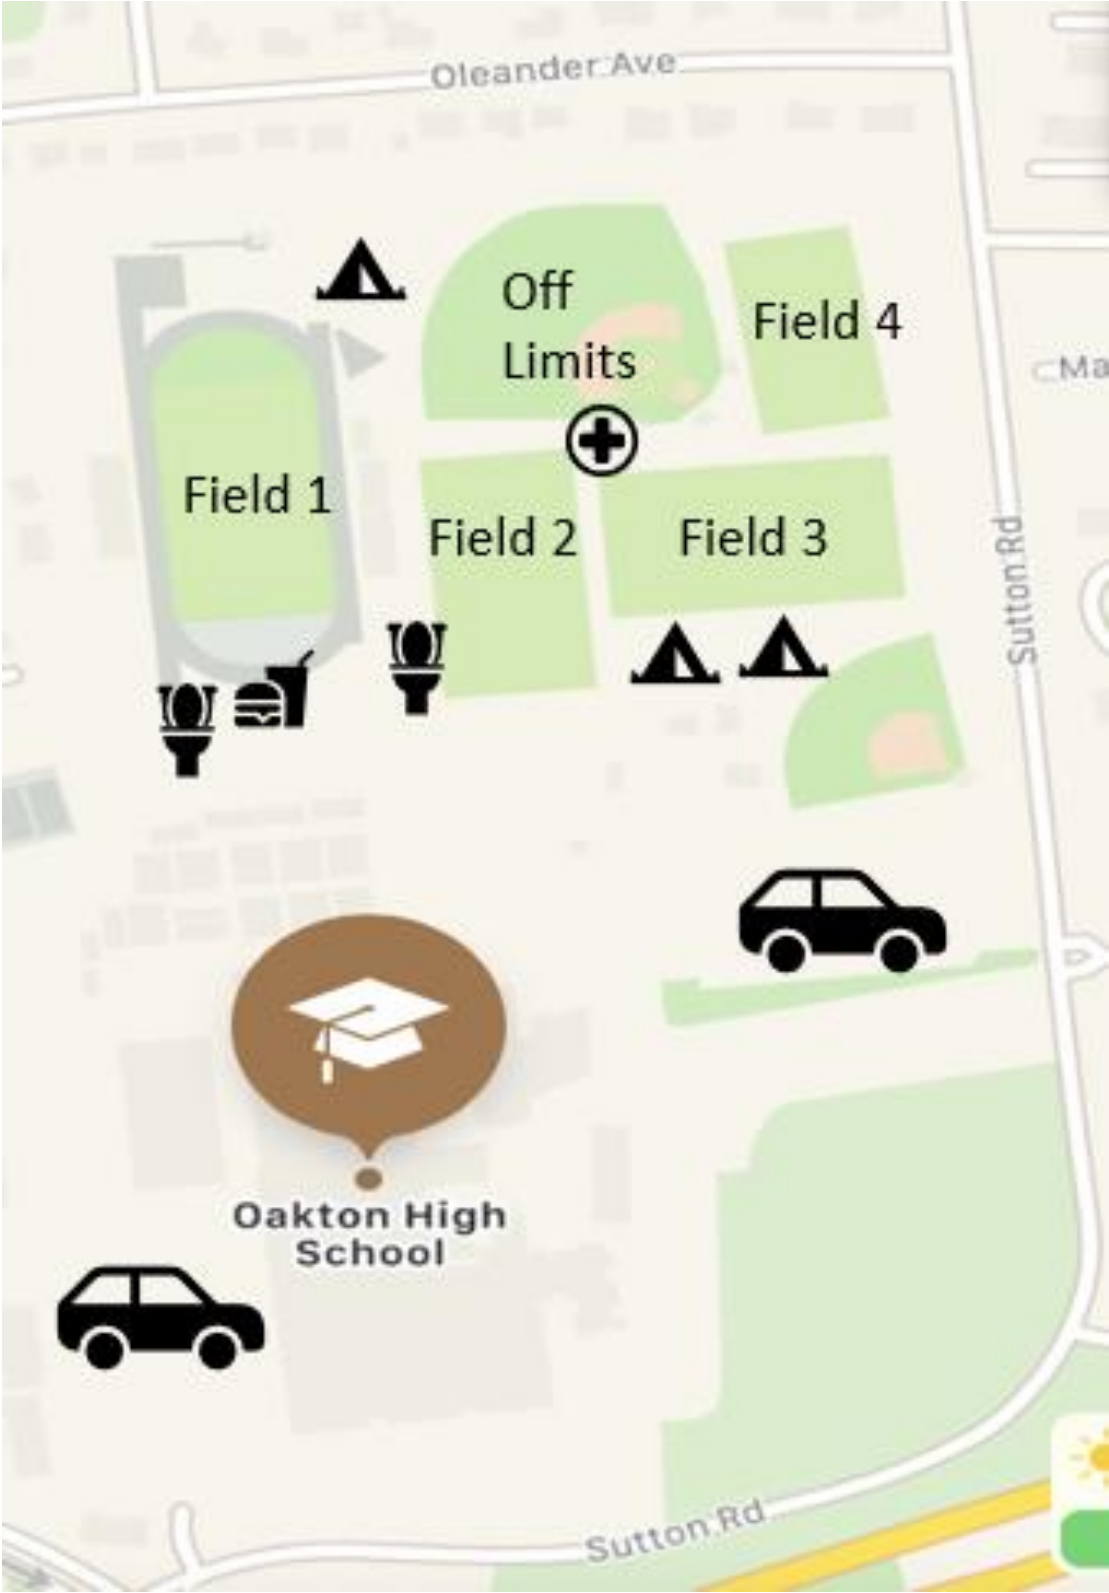 Oleander Ave
Off
Limits
Field 4
Ma
Field 1
Field 2
Field 3
Sutton Rd
Oakton High
School
Sutton Rd